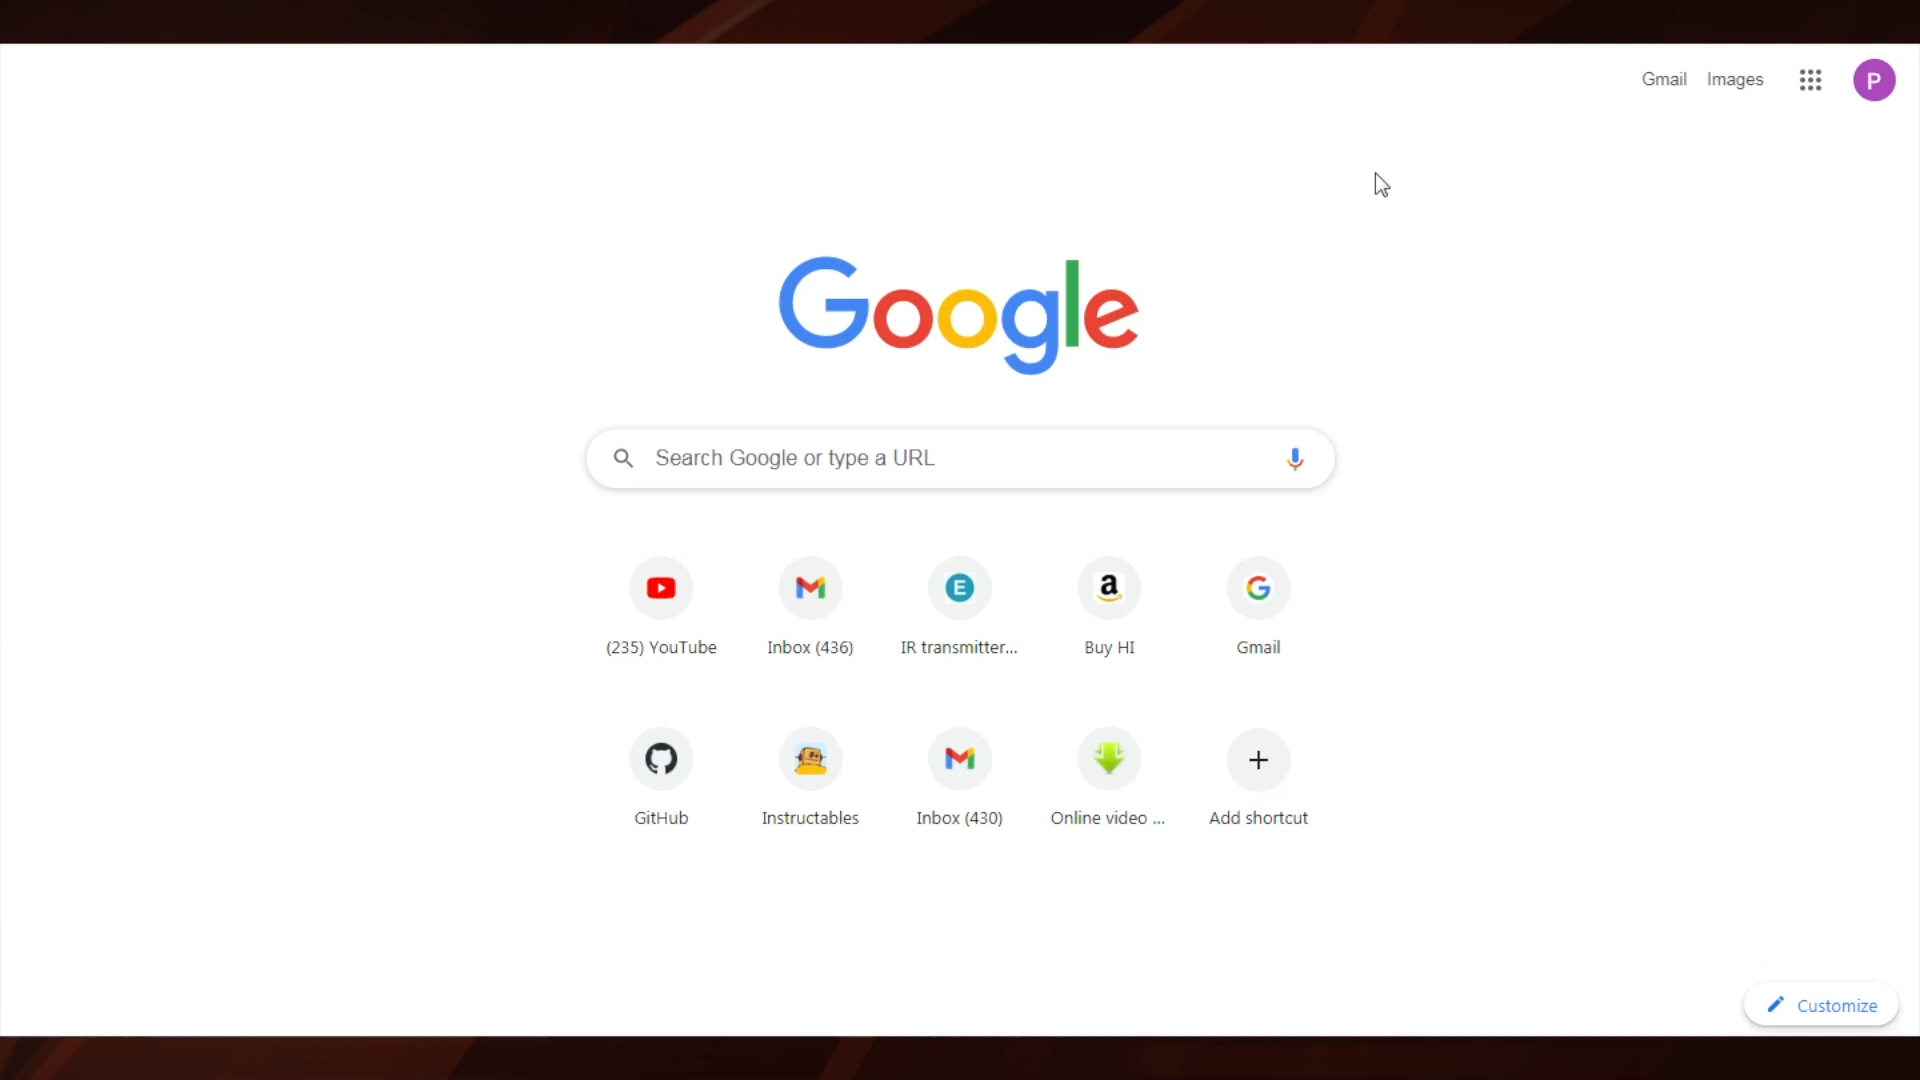 Gmail Images P
Google
Search Google or type a URL
E
a
G
(235) YouTube Inbox (436) IR transmitter... Buy HI Gmail
GitHub Instructables Inbox (430) Online video ... Add shortcut
Customize